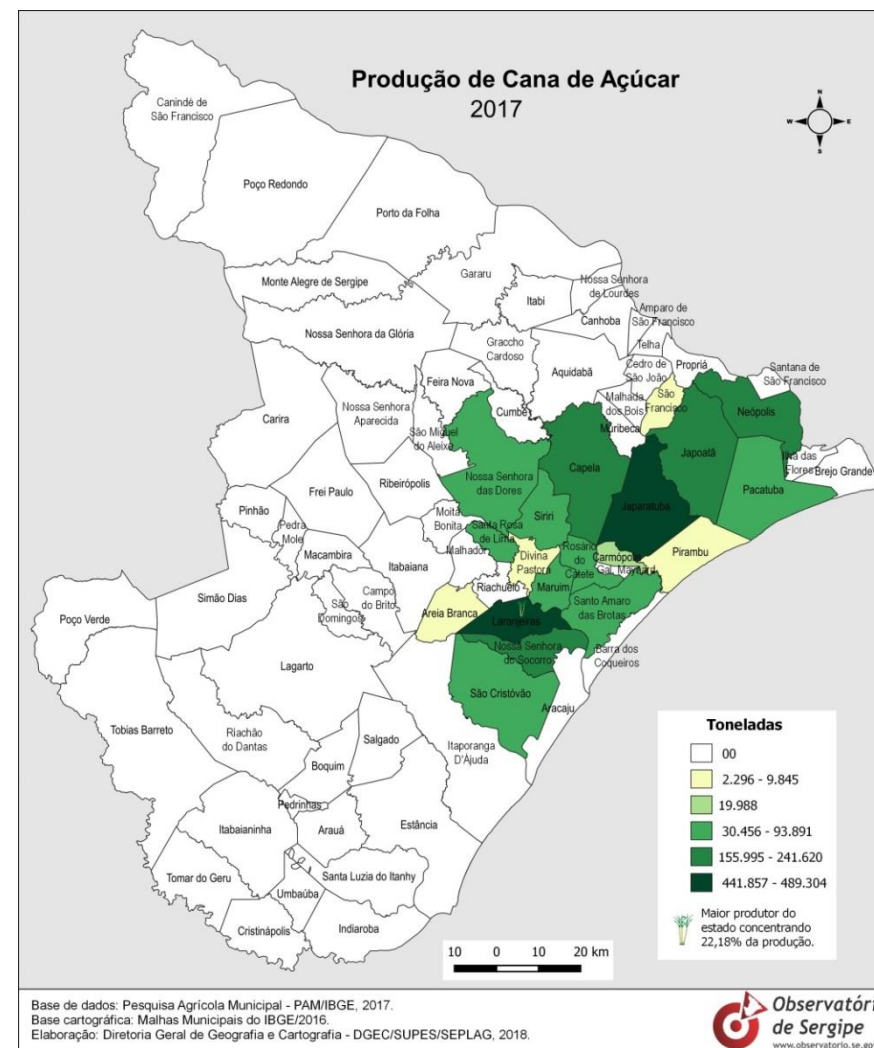 Produção de Cana de Açúcar
2017
N
W
E
S
Canindé de
São Francisco
Poço Redondo
Porto da Folha
Monte Alegre de Sergipe
Gararu
Nossa Senhora
de Lourdes
Itabi
Amparo de
São Francisco
Canhoba
Nossa Senhora da Glória
Graccho
Cardoso
Telha
Aquidabã
Cedro de
São João
Propriá
Santana de
São Francisco
Feira Nova
Carira
Nossa Senhora
Aparecida
Cumbe
Malhada
dos Bois
São
Francisco
Neópolis
São Miguel
do Aleixo
Muribeca
Capela
Japoatã
Ilha das
Flores
Brejo Grande
Nossa Senhora
das Dores
Pacatuba
Frei Paulo
Ribeirópolis
Japaratuba
Pinhão
Moita
Bonita
Siriri
Pedra
Mole
Santa Rosa
de Lima
Macambira
Malhador
Divina
Pastora
Rosário
do
Catete
Carmópolis
Pirambu
Itabaiana
Gal. Maynard
Riachuelo
Maruim
Simão Dias
Campo
do Brito
São
Domingos
Areia Branca
Santo Amaro
das Brotas
Poço Verde
Laranjeiras
Nossa Senhora
do Socorro
Barra dos
Coqueiros
Lagarto
São Cristóvão
Aracaju
Tobias Barreto
Riachão
do Dantas
Salgado
Itaporanga
D'Ájuda
Boquim
Pedrinhas
Itabaianinha
Arauá
Estância
Tomar do Geru
Santa Luzia do Itanhy
Umbaúba
Cristinápolis
Indiaroba
Toneladas
00
2.296 - 9.845
19.988
30.456 - 93.891
155.995 - 241.620
441.857 - 489.304
Maior produtor do
estado concentrando
22,18% da produção.
10 0 10 20 km
Base de dados: Pesquisa Agrícola Municipal - PAM/IBGE, 2017.
Base cartográfica: Malhas Municipais do IBGE/2016.
Elaboração: Diretoria Geral de Geografia e Cartografia - DGEC/SUPES/SEPLAG, 2018.
Observatóri
de Sergipe
www.observatorio.se.gov